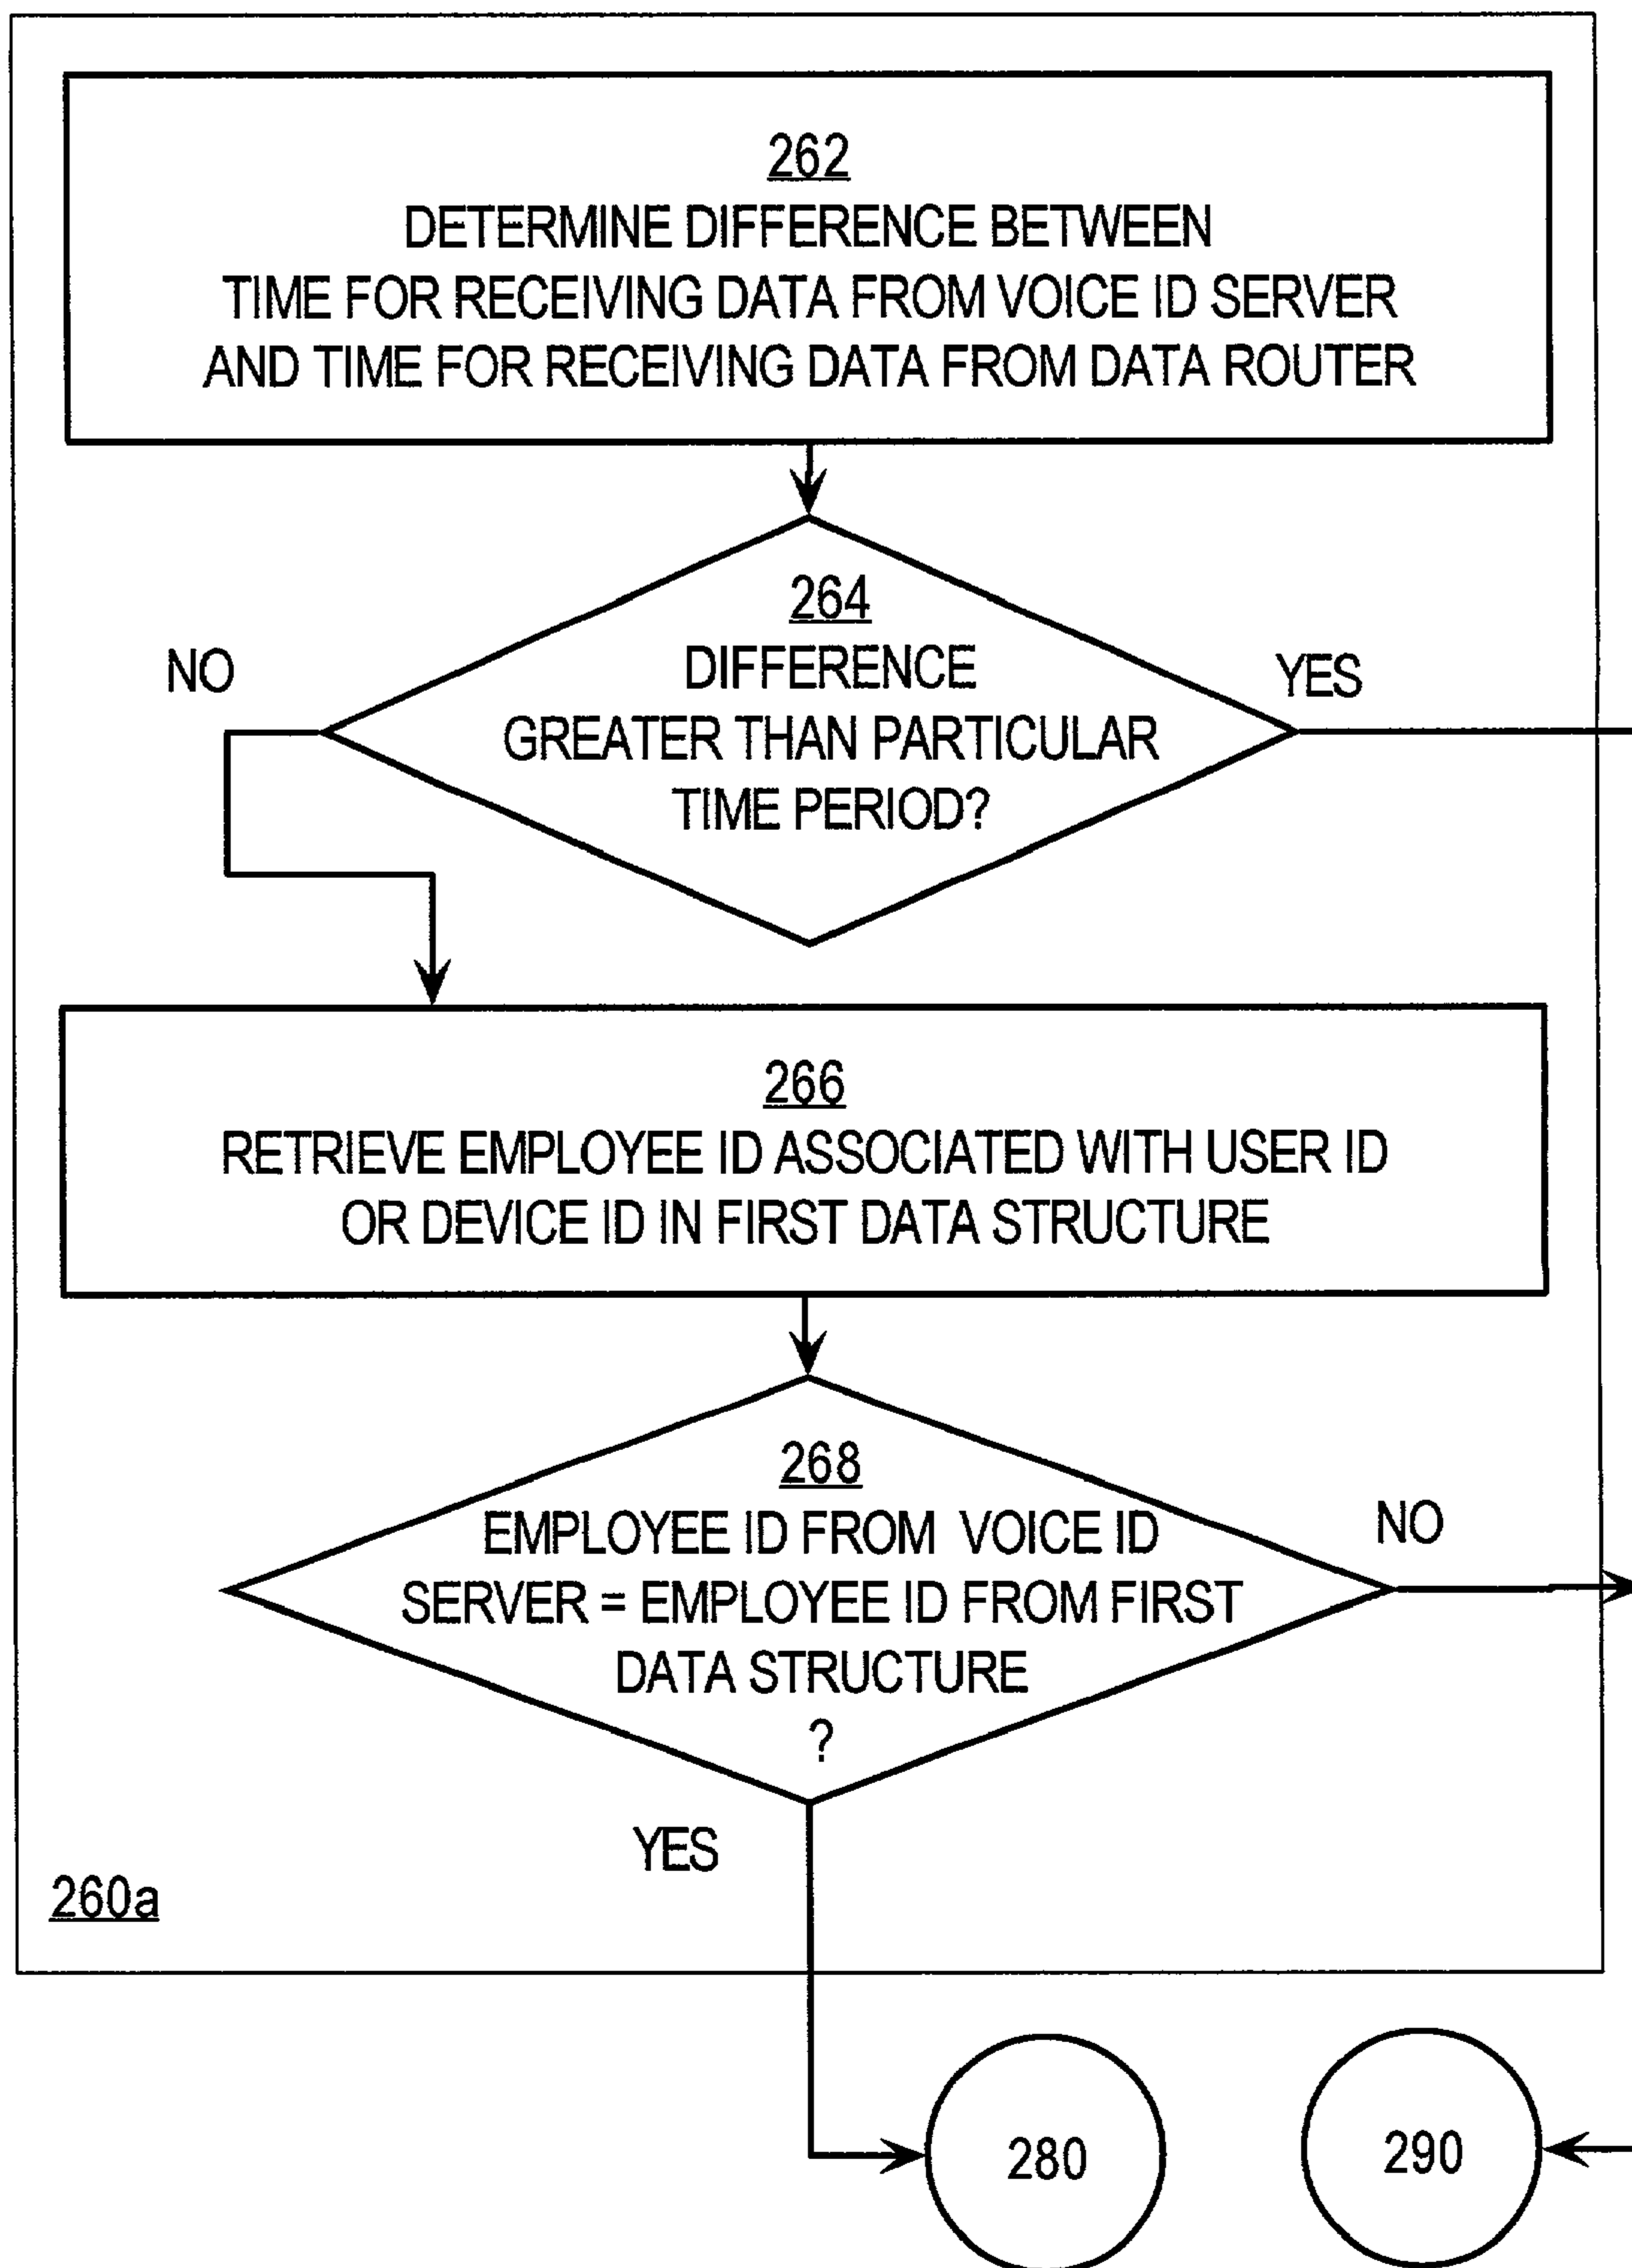 262
DETERMINE DIFFERENCE BETWEEN
TIME FOR RECEIVING DATA FROM VOICE ID SERVER
AND TIME FOR RECEIVING DATA FROM DATA ROUTER
264
DIFFERENCE
GREATER THAN PARTICULAR
TIME PERIOD?
NO
YES
266
RETRIEVE EMPLOYEE ID ASSOCIATED WITH USER ID
OR DEVICE ID IN FIRST DATA STRUCTURE
268
EMPLOYEE ID FROM VOICE ID
SERVER = EMPLOYEE ID FROM FIRST
DATA STRUCTURE
?
NO
YES
260a
280
290